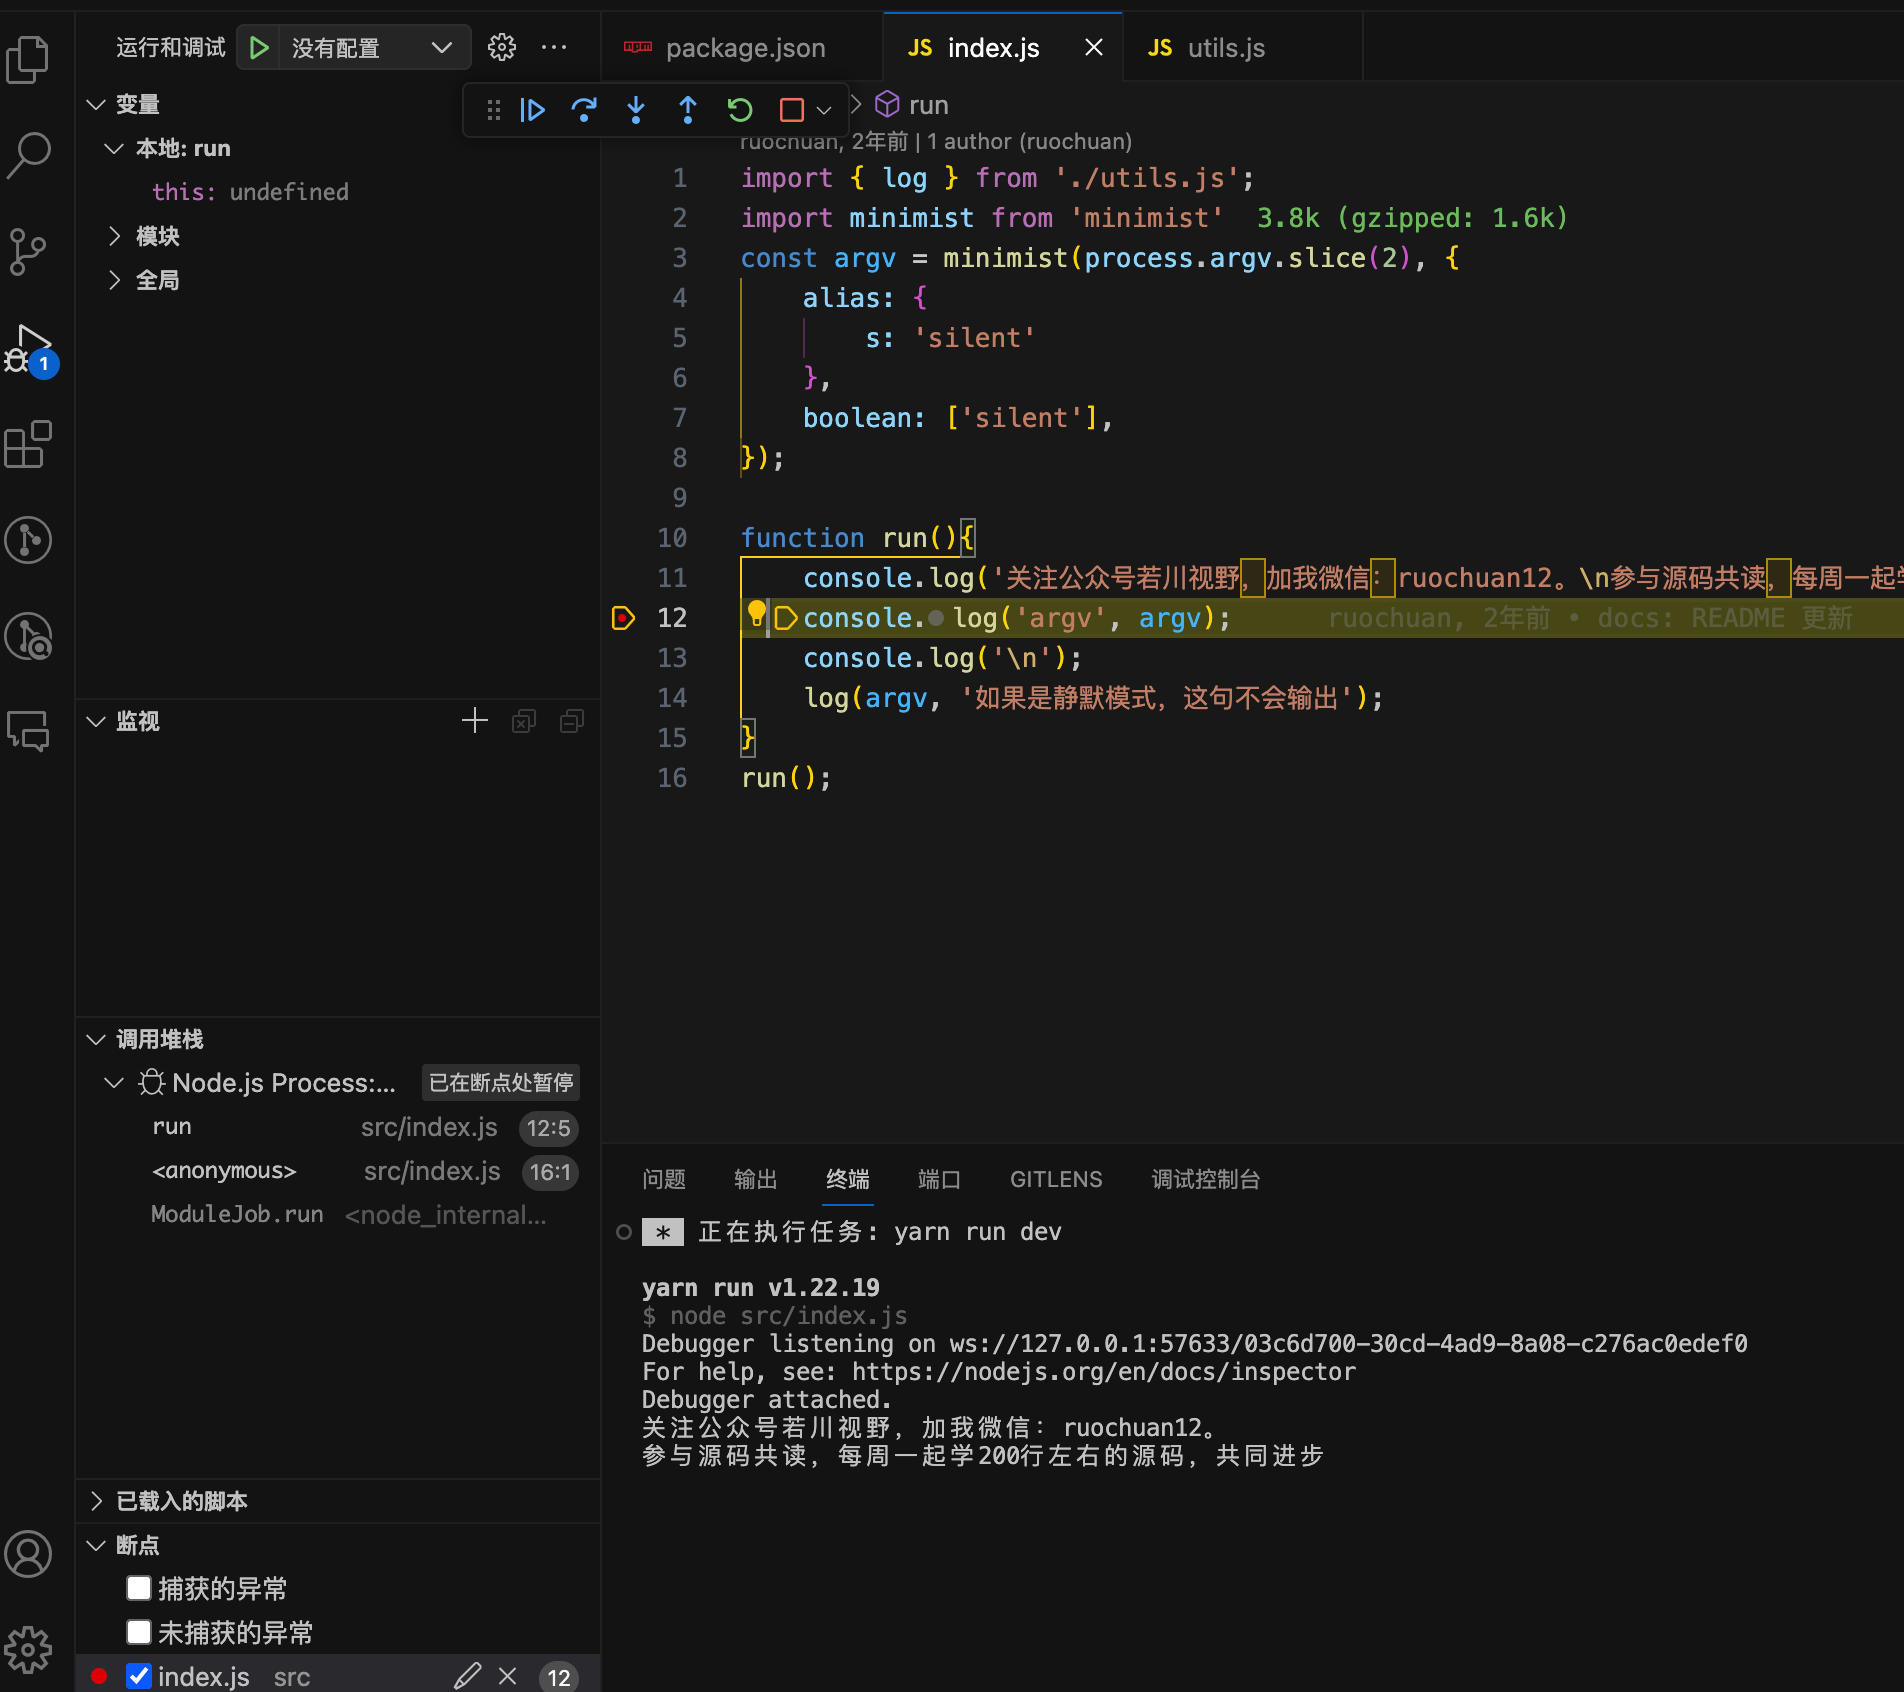 运行和调试
没有配置
变量
本地: run
this: undefined
模块
全局
监视
调用堆栈
Node.js Process:...
已在断点处暂停
run src/index.js 12:5
<anonymous> src/index.js 16:1
ModuleJob.run <node_internal...
已载入的脚本
断点
捕获的异常
未捕获的异常
index.js src 12
1
package.json
JS index.js
JS utils.js
run
ruochuan, 2年前 | 1 author (ruochuan)
1 import { log } from './utils.js';
2 import minimist from 'minimist' 3.8k (gzipped: 1.6k)
3 const argv = minimist(process.argv.slice(2), {
4 alias: {
5 s: 'silent'
6 },
7 boolean: ['silent'],
8 });
9
10 function run(){
11 console.log('关注公众号若川视野，加我微信：ruochuan12。\n参与源码共读，每周一起
12 console.log('argv', argv); ruochuan, 2年前 • docs: README 更新
13 console.log('\n');
14 log(argv, '如果是静默模式，这句不会输出');
15 }
16 run();
问题 输出 终端 端口 GITLENS 调试控制台
* 正在执行任务: yarn run dev
yarn run v1.22.19
$ node src/index.js
Debugger listening on ws://127.0.0.1:57633/03c6d700-30cd-4ad9-8a08-c276ac0edef0
For help, see: https://nodejs.org/en/docs/inspector
Debugger attached.
关注公众号若川视野，加我微信：ruochuan12。
参与源码共读，每周一起学200行左右的源码，共同进步